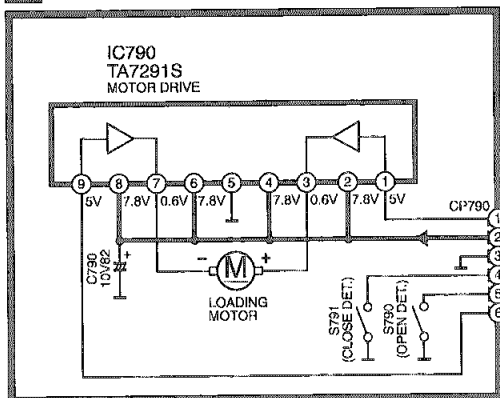 IC790
TA7291S
MOTOR DRIVE
9 8 7 6 5 4 3 2 1
5V 7.8V 0.6V 7.8V 7.8V 0.6V 7.8V 5V
CP790
1
2
3
4
5
6
C790
10V82
+
- M +
LOADING
MOTOR
S791
(CLOSE DET.)
S790
(OPEN DET.)